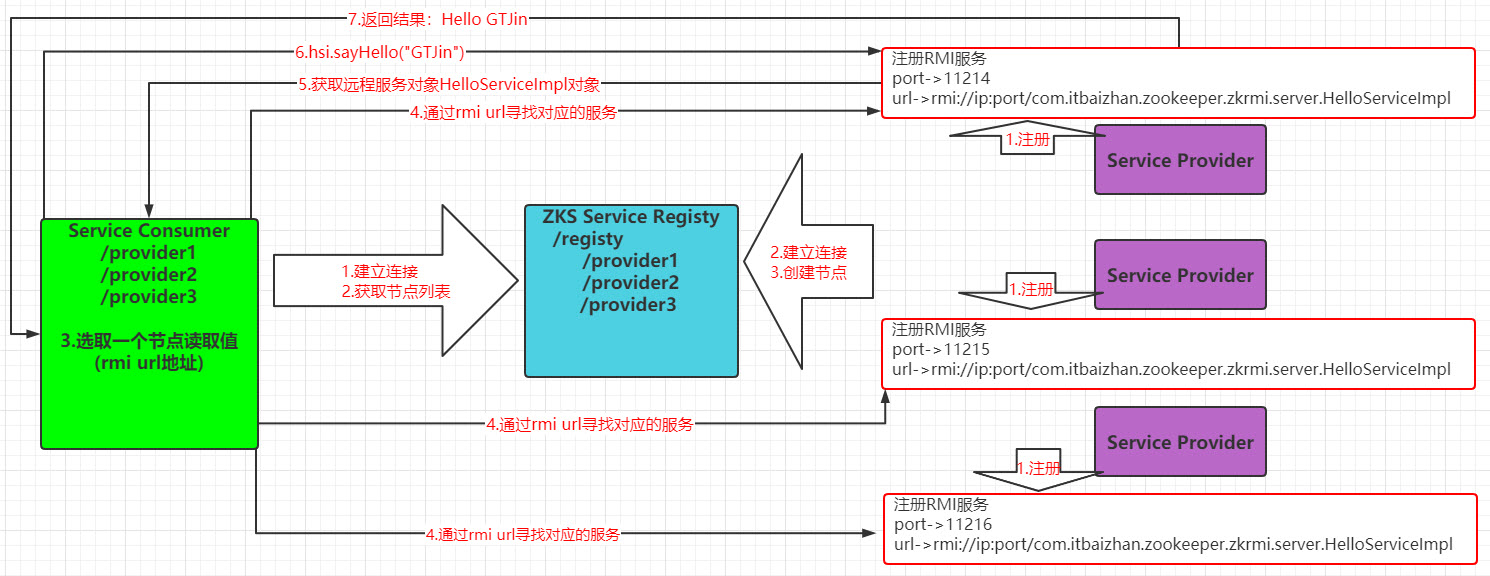 7.返回结果：Hello GTJin
6.hsi.sayHello("GTJin")
5.获取远程服务对象HelloServiceImpl对象
4.通过rmi url寻找对应的服务
注册RMI服务
port->11214
url->rmi://ip:port/com.itbaizhan.zookeeper.zkrmi.server.HelloServiceImpl
1.注册
Service Provider
Service Consumer
/provider1
/provider2
/provider3
3.选取一个节点读取值
(rmi url地址)
1.建立连接
2.获取节点列表
ZKS Service Registy
/registy
/provider1
/provider2
/provider3
2.建立连接
3.创建节点
Service Provider
1.注册
注册RMI服务
port->11215
url->rmi://ip:port/com.itbaizhan.zookeeper.zkrmi.server.HelloServiceImpl
4.通过rmi url寻找对应的服务
Service Provider
1.注册
注册RMI服务
port->11216
url->rmi://ip:port/com.itbaizhan.zookeeper.zkrmi.server.HelloServiceImpl
4.通过rmi url寻找对应的服务